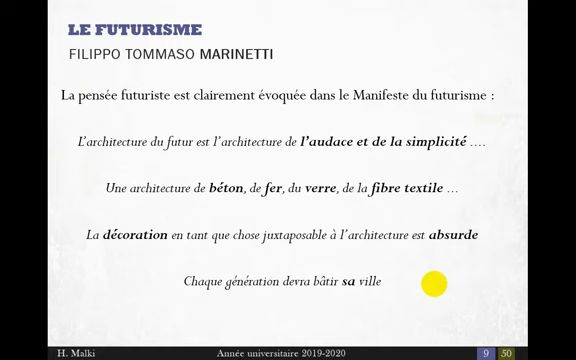 LE FUTURISME
FILIPPO TOMMASO MARINETTI
La pensée futuriste est clairement évoquée dans le Manifeste du futurisme :
L’architecture du futur est l’architecture de l’audace et de la simplicité ....
Une architecture de béton, de fer, du verre, de la fibre textile ...
La décoration en tant que chose juxtaposable à l’architecture est absurde
Chaque génération devra bâtir sa ville
H. Malki Année universitaire 2019-2020 9 50